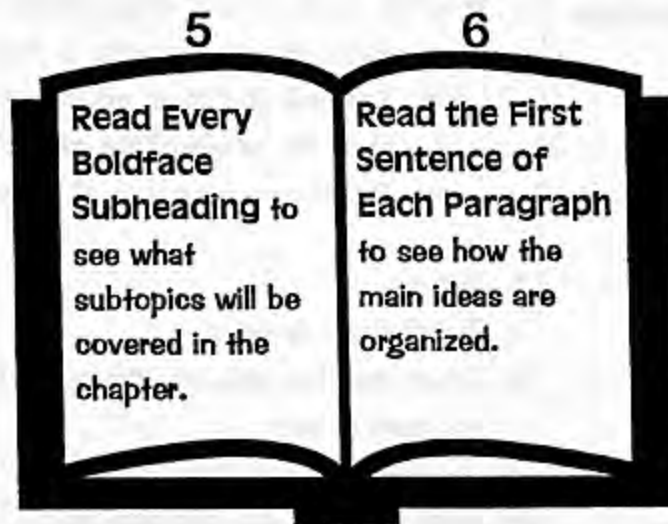 5
Read Every
Boldface
Subheading to
see what
subtopics will be
covered in the
chapter.
6
Read the First
Sentence of
Each Paragraph
to see how the
main ideas are
organized.